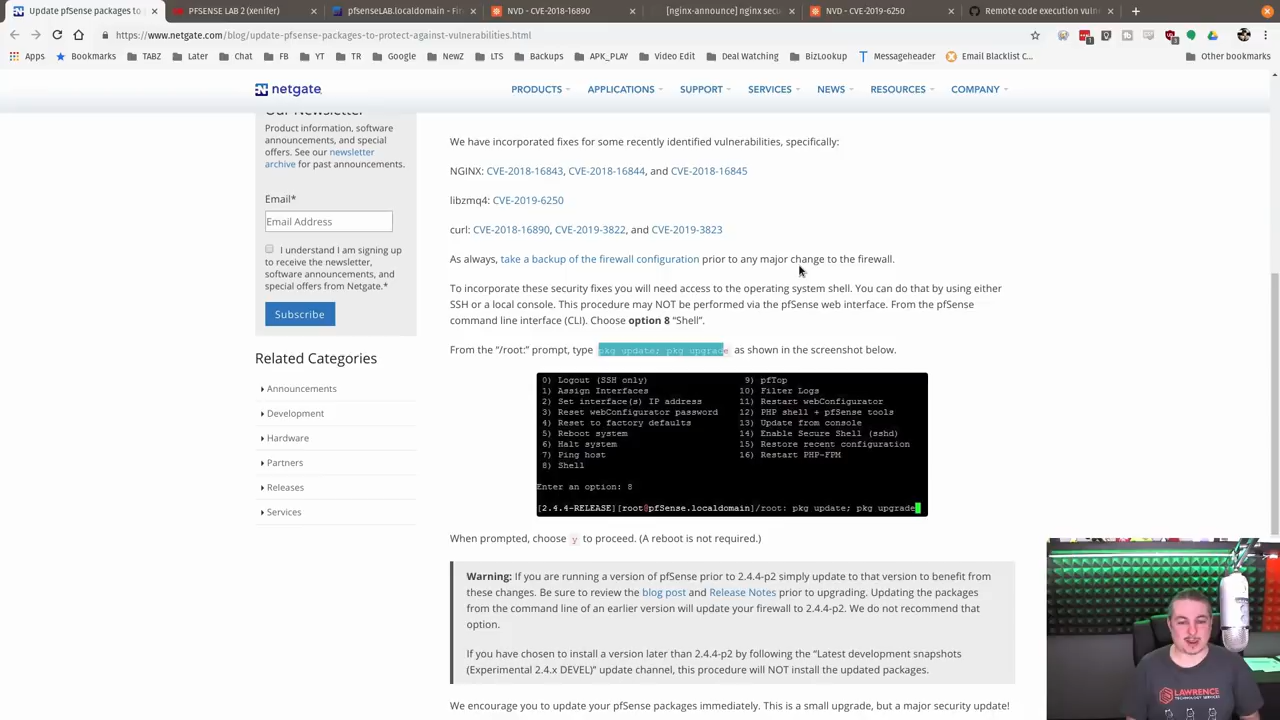 Update pfsense packages to
PFSENSE LAB 2 (xenifer)
pfsenseLAB.localdomain - Fire
NVD - CVE-2018-16890
[nginx-announce] nginx secu
NVD - CVE-2019-6250
Remote code execution vuln
https://www.netgate.com/blog/update-pfsense-packages-to-protect-against-vulnerabilities.html
Apps
Bookmarks
TABZ
Later
Chat
FB
YT
TR
Google
NewZ
LTS
Backups
APK_PLAY
Video Edit
Deal Watching
BizLookup
Messageheader
Email Blacklist C...
Other bookmarks
netgate
PRODUCTS
APPLICATIONS
SUPPORT
SERVICES
NEWS
RESOURCES
COMPANY
Our Newsletter
Product information, software
announcements, and special
offers. See our newsletter
archive for past announcements.
Email*
Email Address
I understand I am signing up
to receive the newsletter,
software announcements, and
special offers from Netgate.*
Subscribe
Related Categories
Announcements
Development
Hardware
Partners
Releases
Services
We have incorporated fixes for some recently identified vulnerabilities, specifically:
NGINX: CVE-2018-16843, CVE-2018-16844, and CVE-2018-16845
libzmq4: CVE-2019-6250
curl: CVE-2018-16890, CVE-2019-3822, and CVE-2019-3823
As always, take a backup of the firewall configuration prior to any major change to the firewall.
To incorporate these security fixes you will need access to the operating system shell. You can do that by using either
SSH or a local console. This procedure may NOT be performed via the pfSense web interface. From the pfSense
command line interface (CLI). Choose option 8 “Shell”.
From the “/root:” prompt, type pkg update; pkg upgrade as shown in the screenshot below.
0) Logout (SSH only) 9) pfTop
1) Assign Interfaces 10) Filter Logs
2) Set interface(s) IP address 11) Restart webConfigurator
3) Reset webConfigurator password 12) PHP shell + pfSense tools
4) Reset to factory defaults 13) Update from console
5) Reboot system 14) Enable Secure Shell (sshd)
6) Halt system 15) Restore recent configuration
7) Ping host 16) Restart PHP-FPM
8) Shell
Enter an option: 8
[2.4.4-RELEASE][root@pfSense.localdomain]/root: pkg update; pkg upgrade
When prompted, choose y to proceed. (A reboot is not required.)
Warning: If you are running a version of pfSense prior to 2.4.4-p2 simply update to that version to benefit from
these changes. Be sure to review the blog post and Release Notes prior to upgrading. Updating the packages
from the command line of an earlier version will update your firewall to 2.4.4-p2. We do not recommend that
option.
If you have chosen to install a version later than 2.4.4-p2 by following the “Latest development snapshots
(Experimental 2.4.x DEVEL)” update channel, this procedure will NOT install the updated packages.
We encourage you to update your pfSense packages immediately. This is a small upgrade, but a major security update!
LAWRENCE
TECHNOLOGY SERVICES